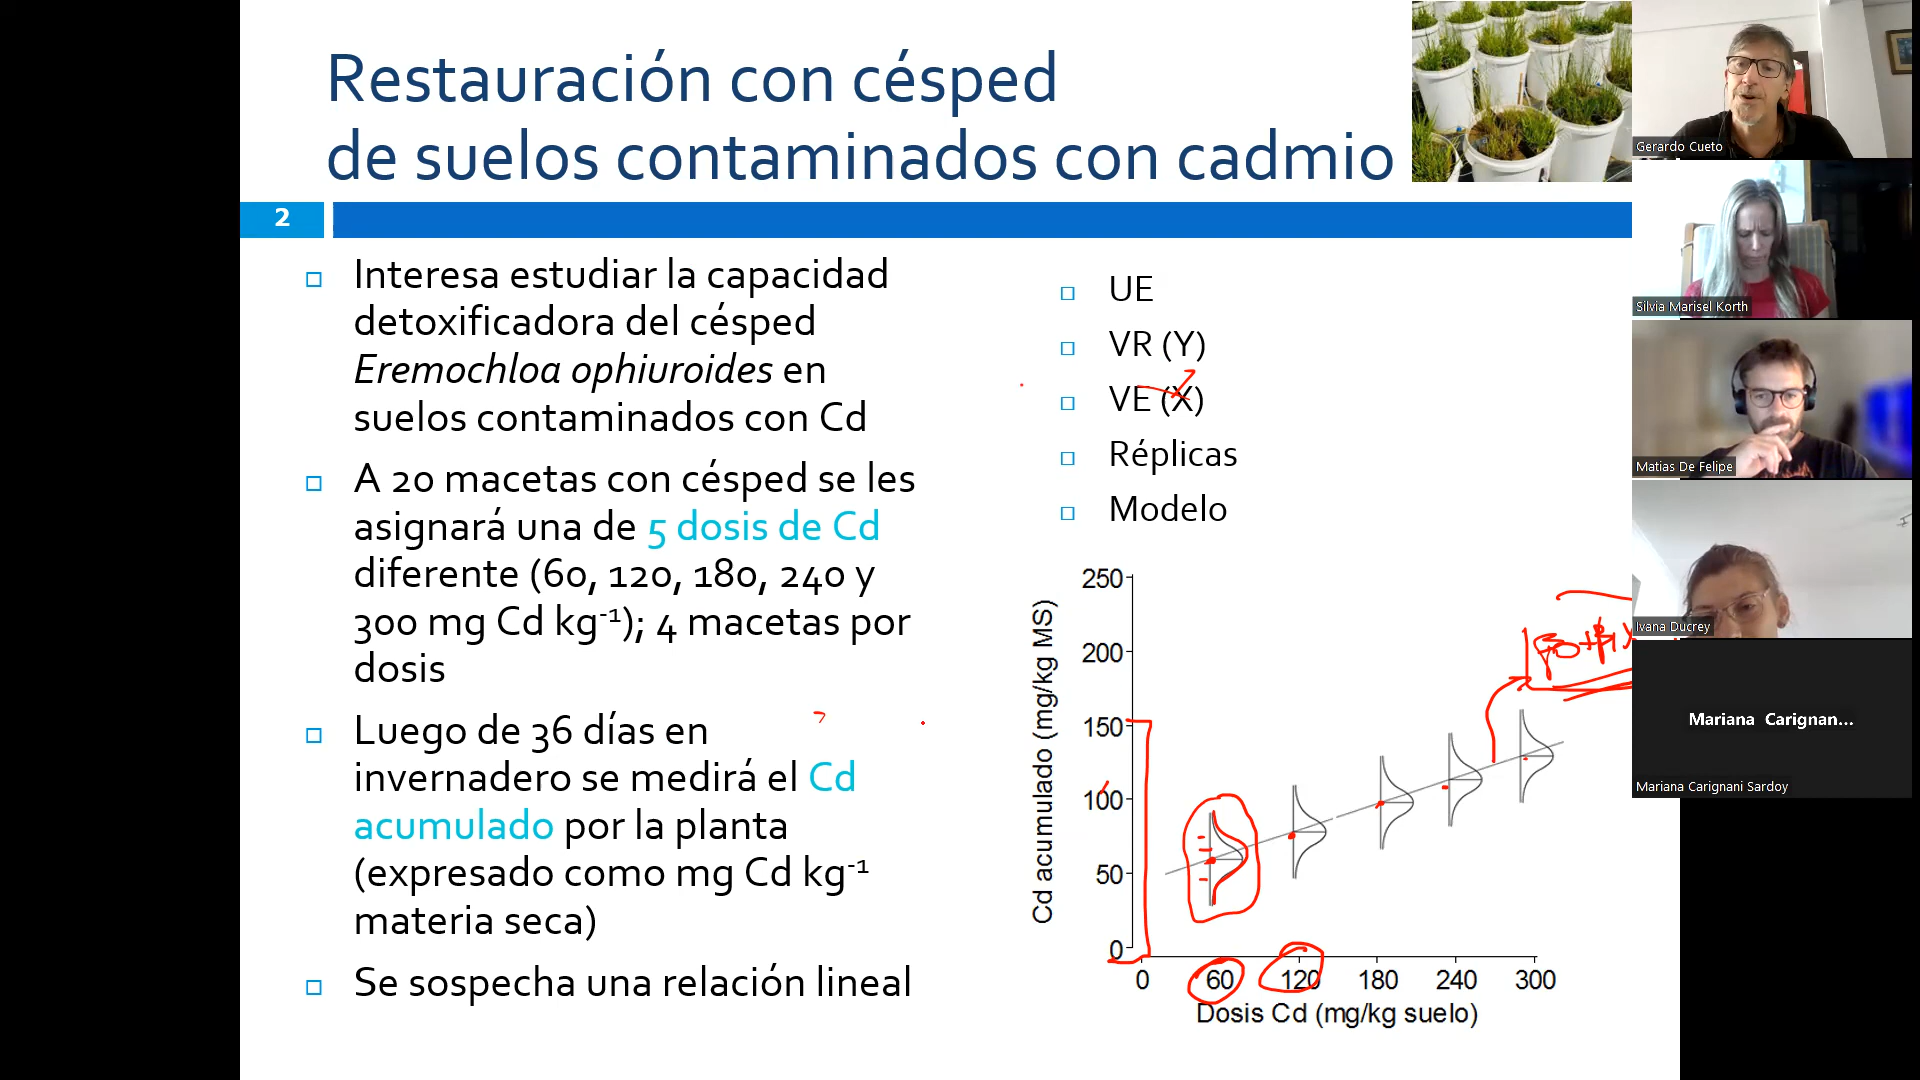 Restauración con césped
de suelos contaminados con cadmio
2
Interesa estudiar la capacidad
detoxificadora del césped
Eremochloa ophiuroides en
suelos contaminados con Cd
A 20 macetas con césped se les
asignará una de 5 dosis de Cd
diferente (60, 120, 180, 240 y
300 mg Cd kg-1); 4 macetas por
dosis
Luego de 36 días en
invernadero se medirá el Cd
acumulado por la planta
(expresado como mg Cd kg-1
materia seca)
Se sospecha una relación lineal
UE
VR (Y)
VE (X)
Réplicas
Modelo
Cd acumulado (mg/kg MS)
250
200
150
100
50
0
0 60 120 180 240 300
Dosis Cd (mg/kg suelo)
β0+β1X
Gerardo Cueto
Silvia Marisel Korth
Matias De Felipe
Ivana Ducrey
Mariana Carignan...
Mariana Carignani Sardoy